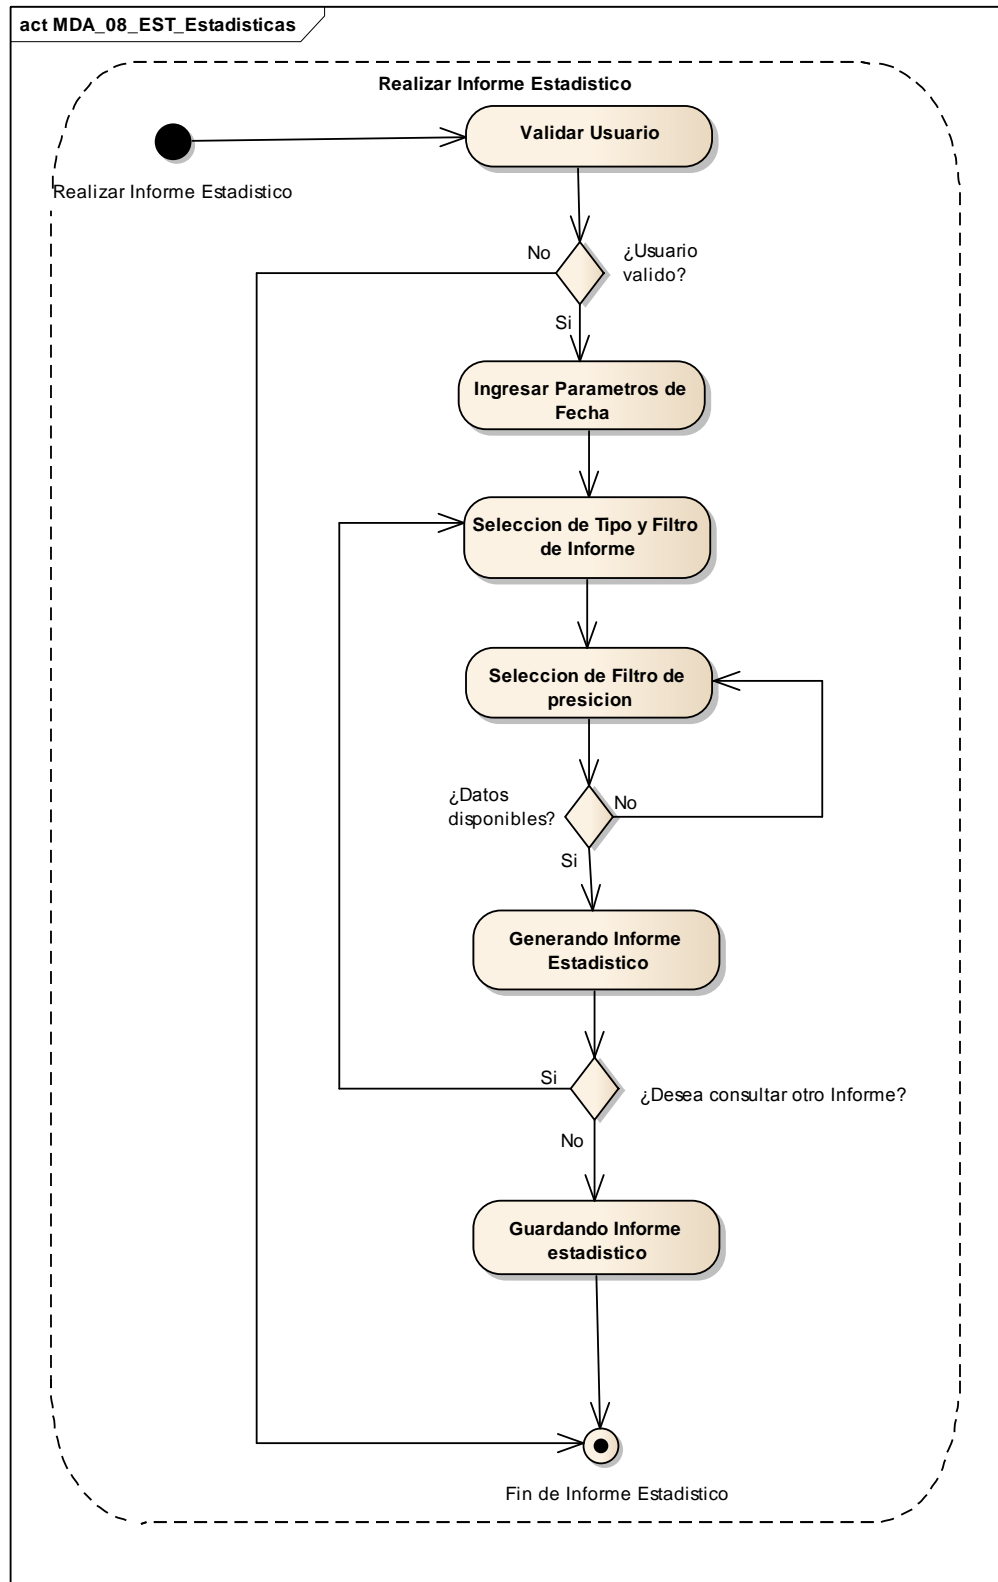 act MDA_08_EST_Estadisticas
Realizar Informe Estadistico
Validar Usuario
Realizar Informe Estadistico
No
¿Usuario
valido?
Si
Ingresar Parametros de
Fecha
Seleccion de Tipo y Filtro
de Informe
Seleccion de Filtro de
presicion
¿Datos
disponibles?
No
Si
Generando Informe
Estadistico
Si
¿Desea consultar otro Informe?
No
Guardando Informe
estadistico
Fin de Informe Estadistico